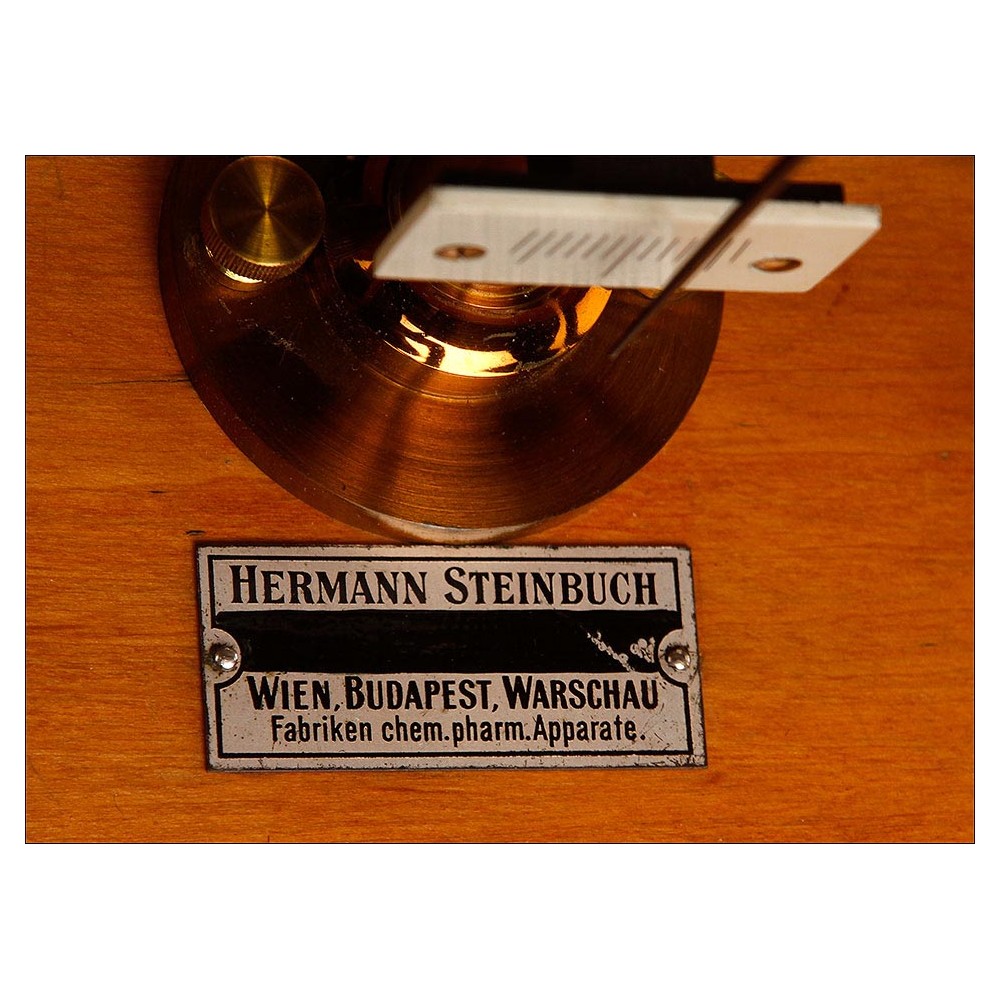 HERMANN STEINBUCH
WIEN, BUDAPEST, WARSCHAU
Fabriken chem. pharm. Apparate.